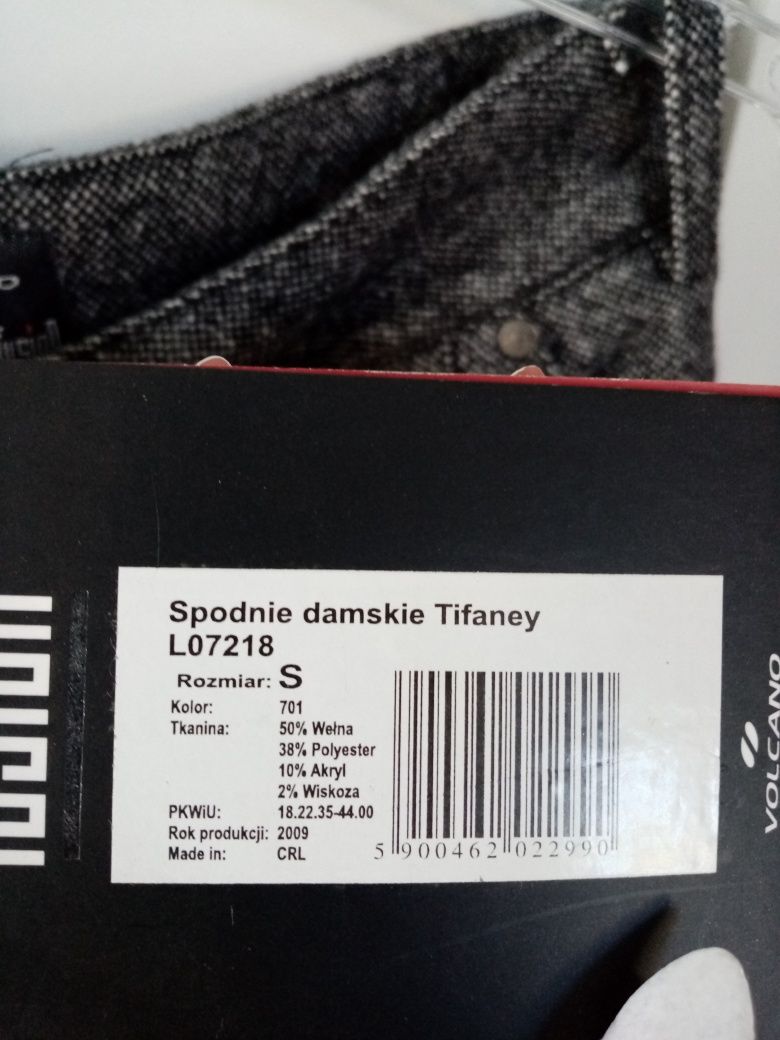 Spodnie damskie Tifaney
L07218
Rozmiar: S
Kolor: 701
Tkanina: 50% Wełna
38% Polyester
10% Akryl
2% Wiskoza
PKWiU: 18.22.35-44.00
Rok produkcji: 2009
Made in: CRL
5 900462 022990
VOLCANO